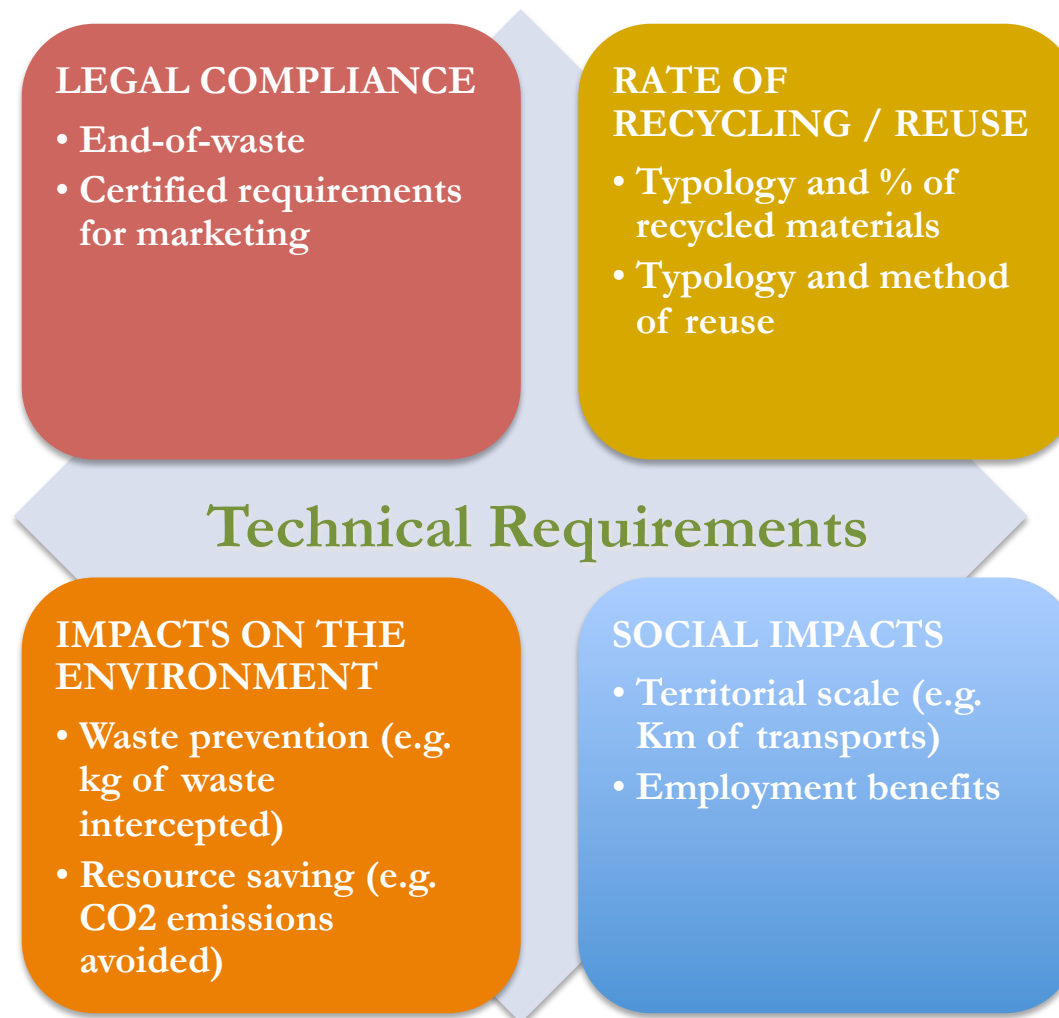 LEGAL COMPLIANCE
• End-of-waste
• Certified requirements
for marketing
RATE OF
RECYCLING / REUSE
• Typology and % of
recycled materials
• Typology and method
of reuse
Technical Requirements
IMPACTS ON THE
ENVIRONMENT
• Waste prevention (e.g.
kg of waste
intercepted)
• Resource saving (e.g.
CO2 emissions
avoided)
SOCIAL IMPACTS
• Territorial scale (e.g.
Km of transports)
• Employment benefits